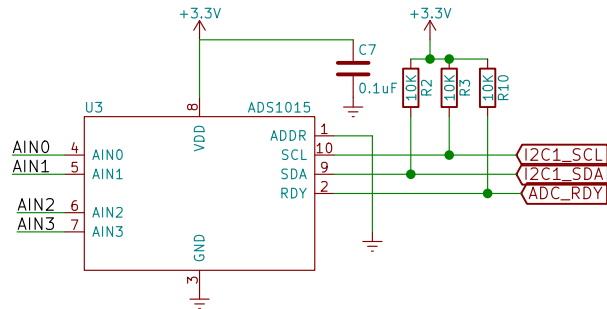 +3.3V
+3.3V
C7
0.1uF
10K
R2
10K
R3
10K
R10
U3
ADS1015
8
VDD
ADDR
1
AIN0
4
AIN0
SCL
10
I2C1_SCL
AIN1
5
AIN1
SDA
9
I2C1_SDA
RDY
2
ADC_RDY
AIN2
6
AIN2
AIN3
7
AIN3
GND
3